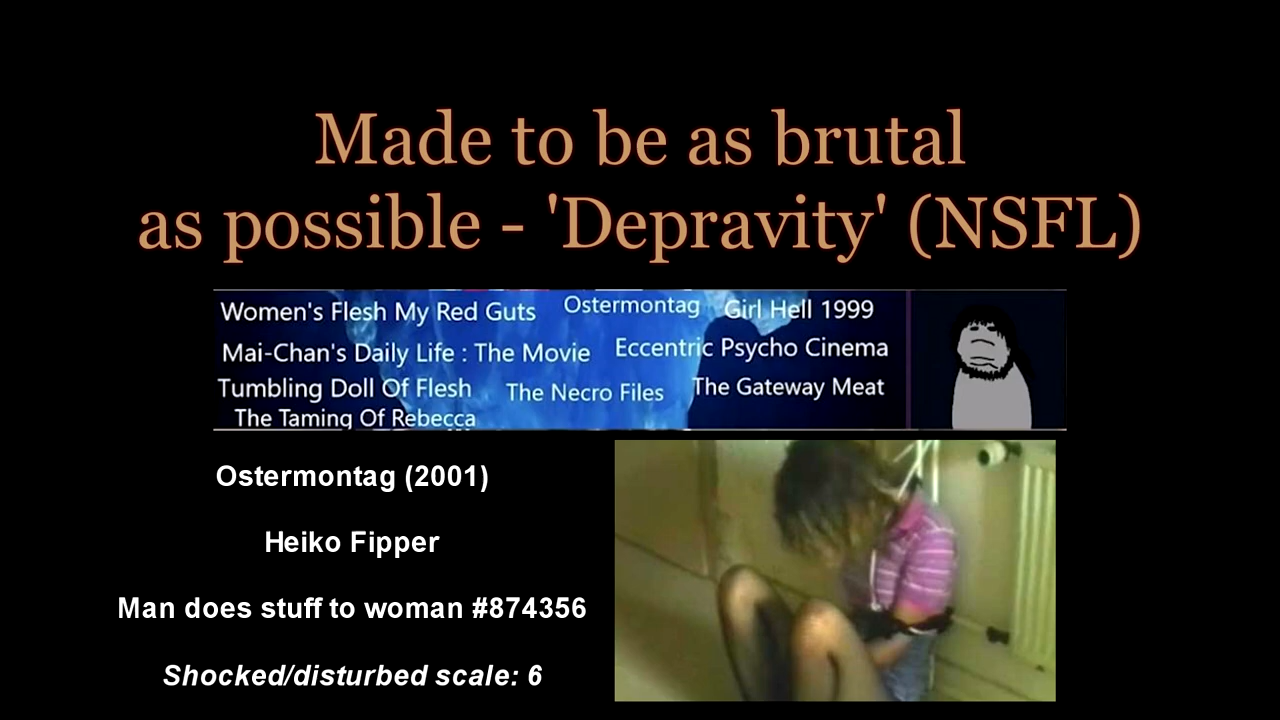 Made to be as brutal
as possible - 'Depravity' (NSFL)
Women's Flesh My Red Guts Ostermontag Girl Hell 1999
Mai-Chan's Daily Life : The Movie Eccentric Psycho Cinema
Tumbling Doll Of Flesh The Necro Files The Gateway Meat
The Taming Of Rebecca
Ostermontag (2001)
Heiko Fipper
Man does stuff to woman #874356
Shocked/disturbed scale: 6